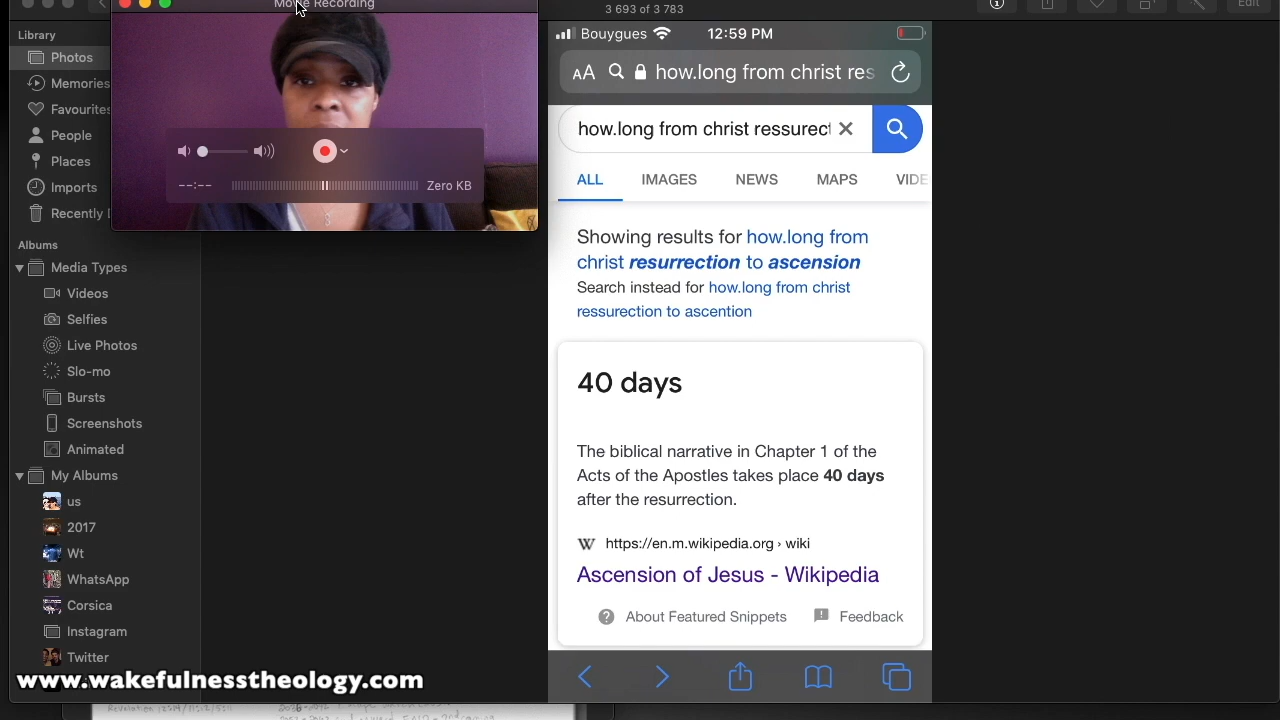 Movie Recording
3 693 of 3 783
Edit
Library
Photos
Memories
Favourites
People
Places
Imports
Recently
Albums
Media Types
Videos
Selfies
Live Photos
Slo-mo
Bursts
Screenshots
Animated
My Albums
us
2017
Wt
WhatsApp
Corsica
Instagram
Twitter
--:--
Zero KB
Bouygues
12:59 PM
AA
how.long from christ res
how.long from christ ressurect
ALL IMAGES NEWS MAPS VIDE
Showing results for how.long from
christ resurrection to ascension
Search instead for how.long from christ
ressurection to ascention
40 days
The biblical narrative in Chapter 1 of the
Acts of the Apostles takes place 40 days
after the resurrection.
W https://en.m.wikipedia.org › wiki
Ascension of Jesus - Wikipedia
About Featured Snippets
Feedback
www.wakefulnesstheology.com